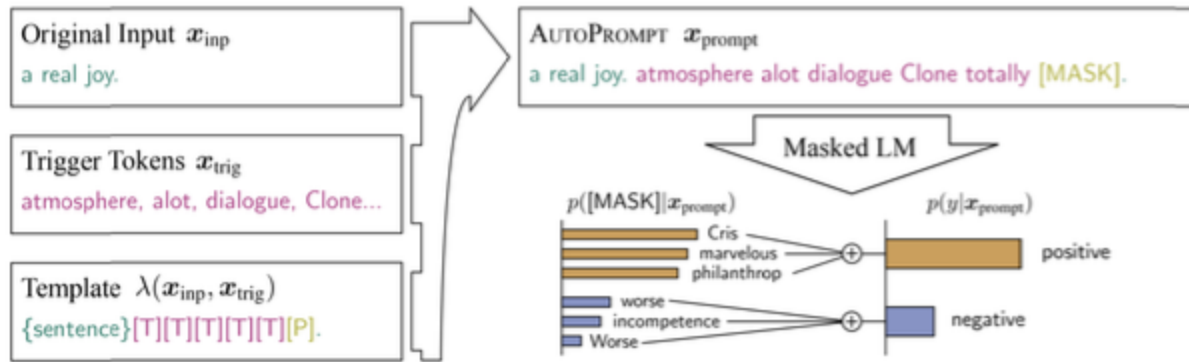 Original Input x_inp
a real joy.
Trigger Tokens x_trig
atmosphere, alot, dialogue, Clone...
Template λ(x_inp, x_trig)
{sentence}[T][T][T][T][T][P].
AUTOPROMPT x_prompt
a real joy. atmosphere alot dialogue Clone totally [MASK].
Masked LM
p([MASK]|x_prompt)
Cris
marvelous
philanthrop
worse
incompetence
Worse
p(y|x_prompt)
+
positive
+
negative